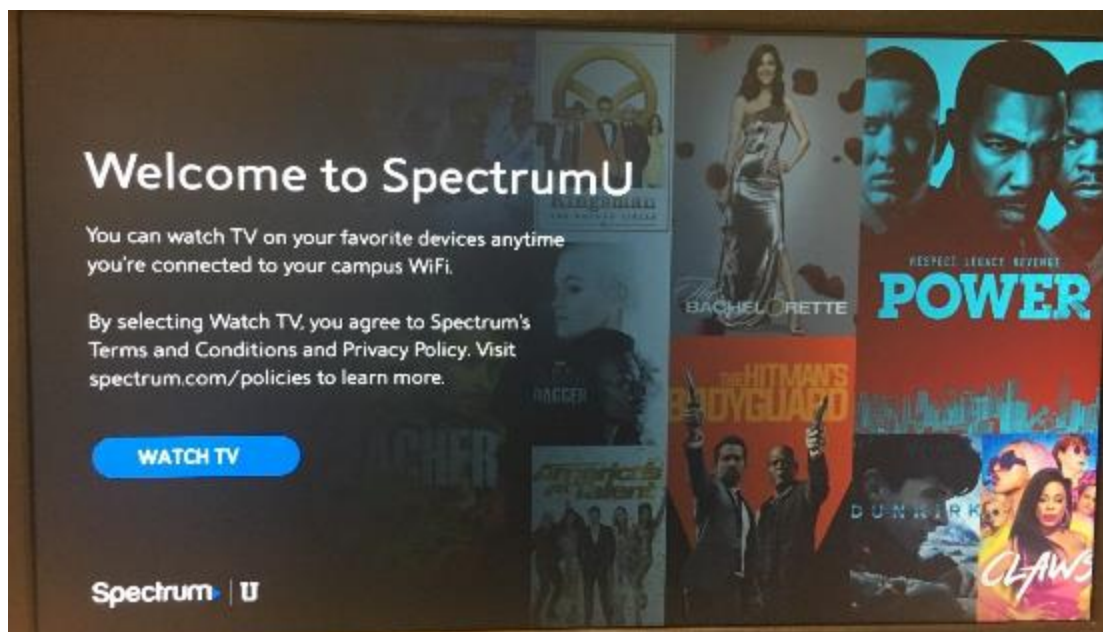 Welcome to SpectrumU
You can watch TV on your favorite devices anytime
you're connected to your campus WiFi.
By selecting Watch TV, you agree to Spectrum's
Terms and Conditions and Privacy Policy. Visit
spectrum.com/policies to learn more.
WATCH TV
Spectrum U
Kingsman
The
BACHELORETTE
RESPECT LEGACY REVENGE
POWER
DAGGER
THE HITMAN'S
BODYGUARD
America's
Got Talent
DUNKIRK
CLAWS